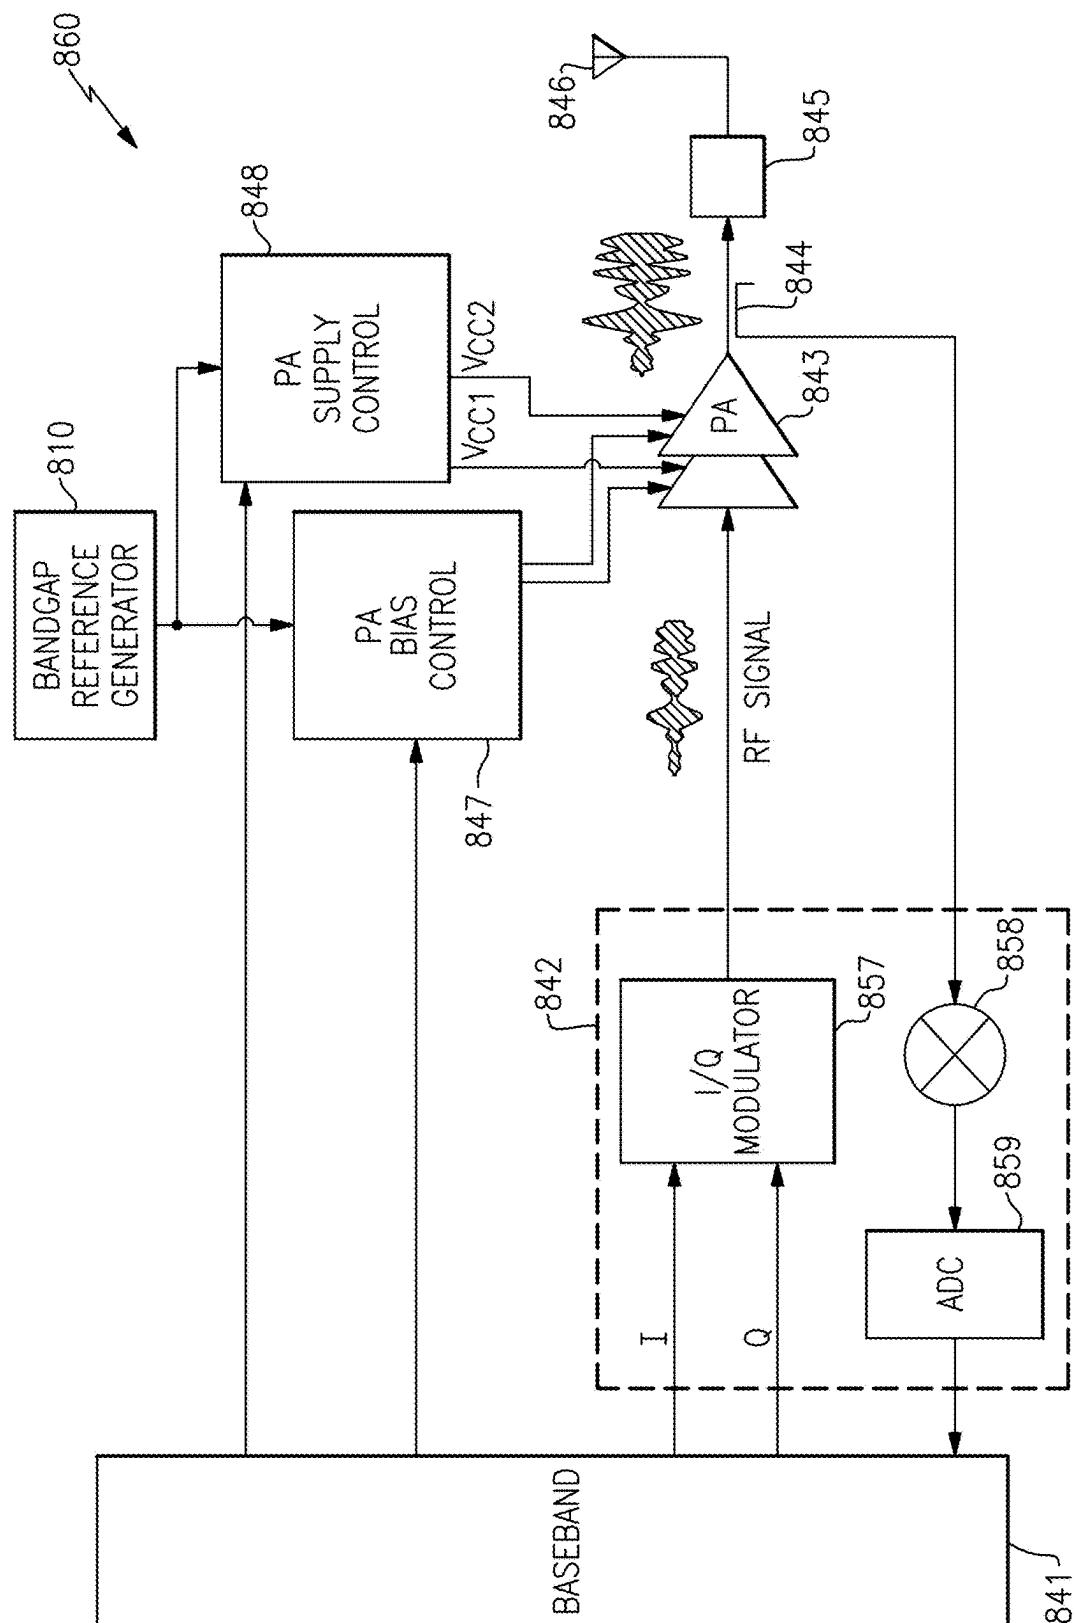 860
810
BANDGAP
REFERENCE
GENERATOR
848
PA
SUPPLY
CONTROL
PA
BIAS
CONTROL
847
VCC1
VCC2
846
845
844
PA
843
RF SIGNAL
842
I/Q
MODULATOR
857
858
ADC
859
I
Q
BASEBAND
841